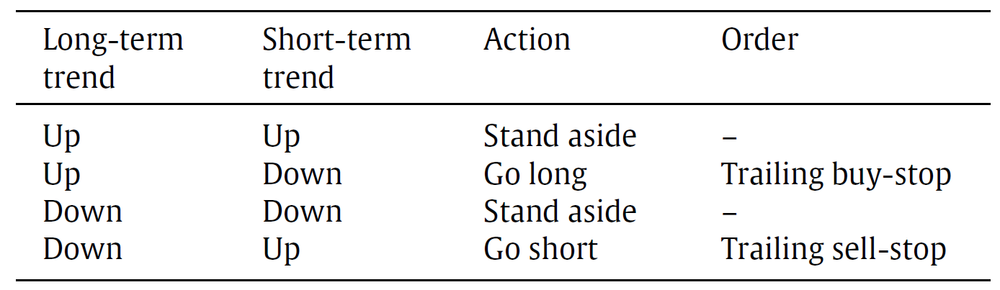 Long-term trend Short-term trend Action Order
Up Up Stand aside –
Up Down Go long Trailing buy-stop
Down Down Stand aside –
Down Up Go short Trailing sell-stop